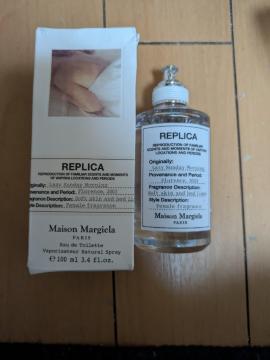 REPLICA
REPRODUCTION OF FAMILIAR SCENTS AND MOMENTS
OF VARYING LOCATIONS AND PERIODS
Originally:
Lazy Sunday Morning
Provenance and Period:
Florence, 2003
Fragrance Description:
Soft skin and bed li
Style Description:
Female fragrance
Maison Margiela
PARIS
Eau de Toilette
Vaporisateur Natural Spray
℮ 100 ml 3.4 fl.oz.
REPLICA
REPRODUCTION OF FAMILIAR
SCENTS AND MOMENTS OF VARYING
LOCATIONS AND PERIODS
Originally:
Lazy Sunday Morning
Provenance and Period:
Florence, 2003
Fragrance Description:
Soft skin and bed linen
Style Description:
Female fragrance
Maison Margiela
PARIS